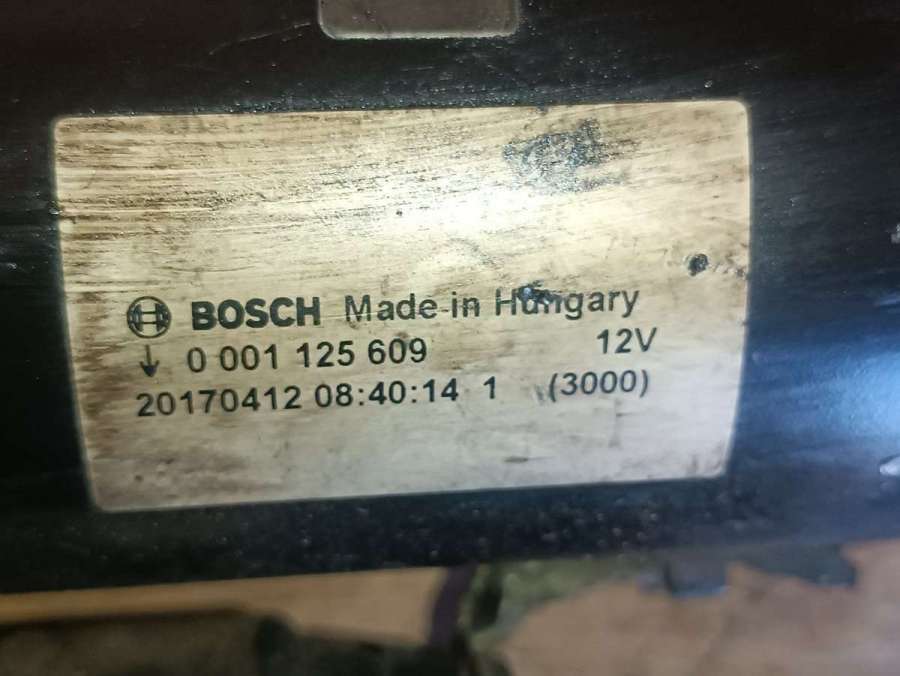 BOSCH Made in Hungary
0 001 125 609 12V
20170412 08:40:14 1 (3000)